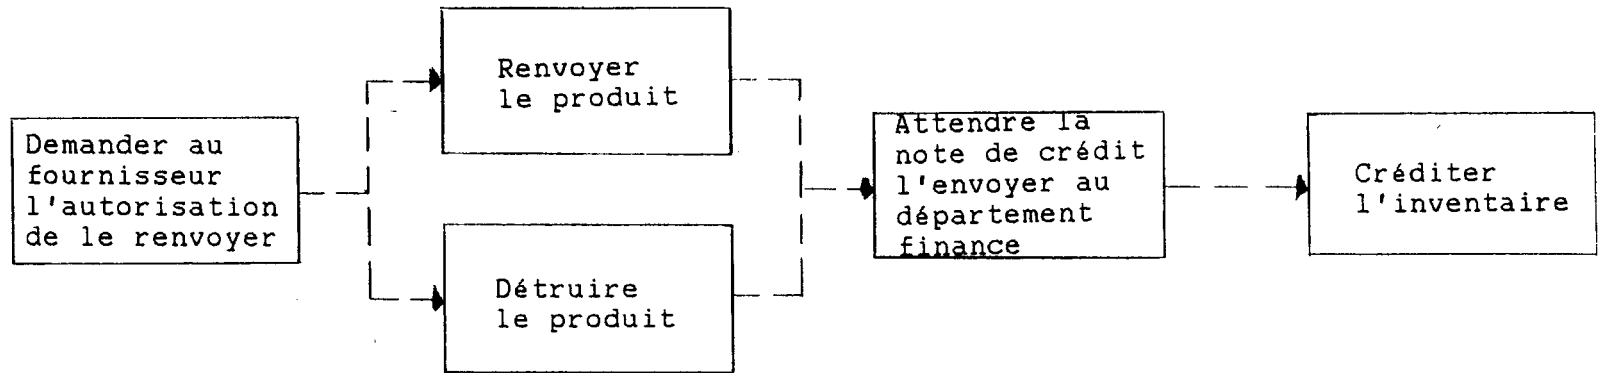 Demander au
fournisseur
l'autorisation
de le renvoyer
Renvoyer
le produit
Détruire
le produit
Attendre la
note de crédit
l'envoyer au
département
finance
Créditer
l'inventaire